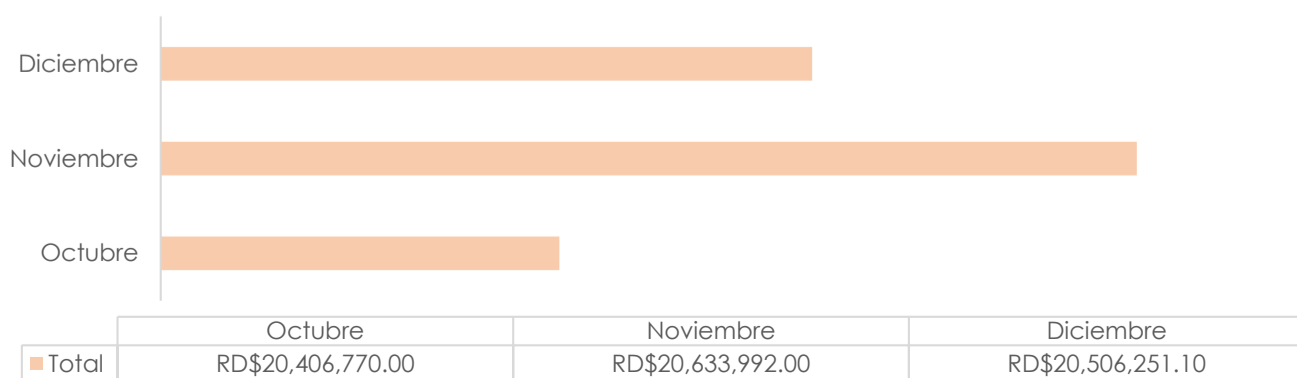 Diciembre
Noviembre
Octubre
Octubre Noviembre Diciembre
Total RD$20,406,770.00 RD$20,633,992.00 RD$20,506,251.10